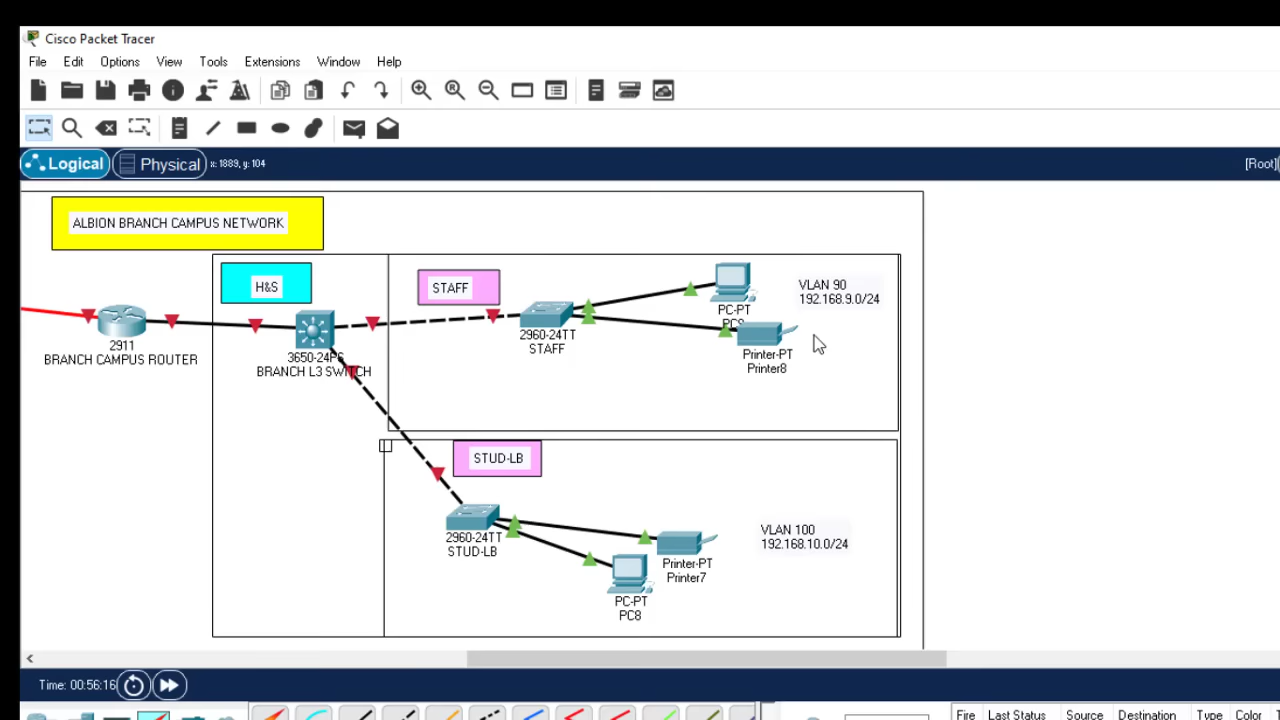 Cisco Packet Tracer
File Edit Options View Tools Extensions Window Help
Logical Physical x: 1889, y: 104 [Root]
ALBION BRANCH CAMPUS NETWORK
H&S
STAFF
VLAN 90
192.168.9.0/24
PC-PT
PC9
2911
BRANCH CAMPUS ROUTER
3650-24PS
BRANCH L3 SWITCH
2960-24TT
STAFF
Printer-PT
Printer8
STUD-LB
2960-24TT
STUD-LB
VLAN 100
192.168.10.0/24
Printer-PT
Printer7
PC-PT
PC8
Time: 00:56:16
Fire Last Status Source Destination Type Color